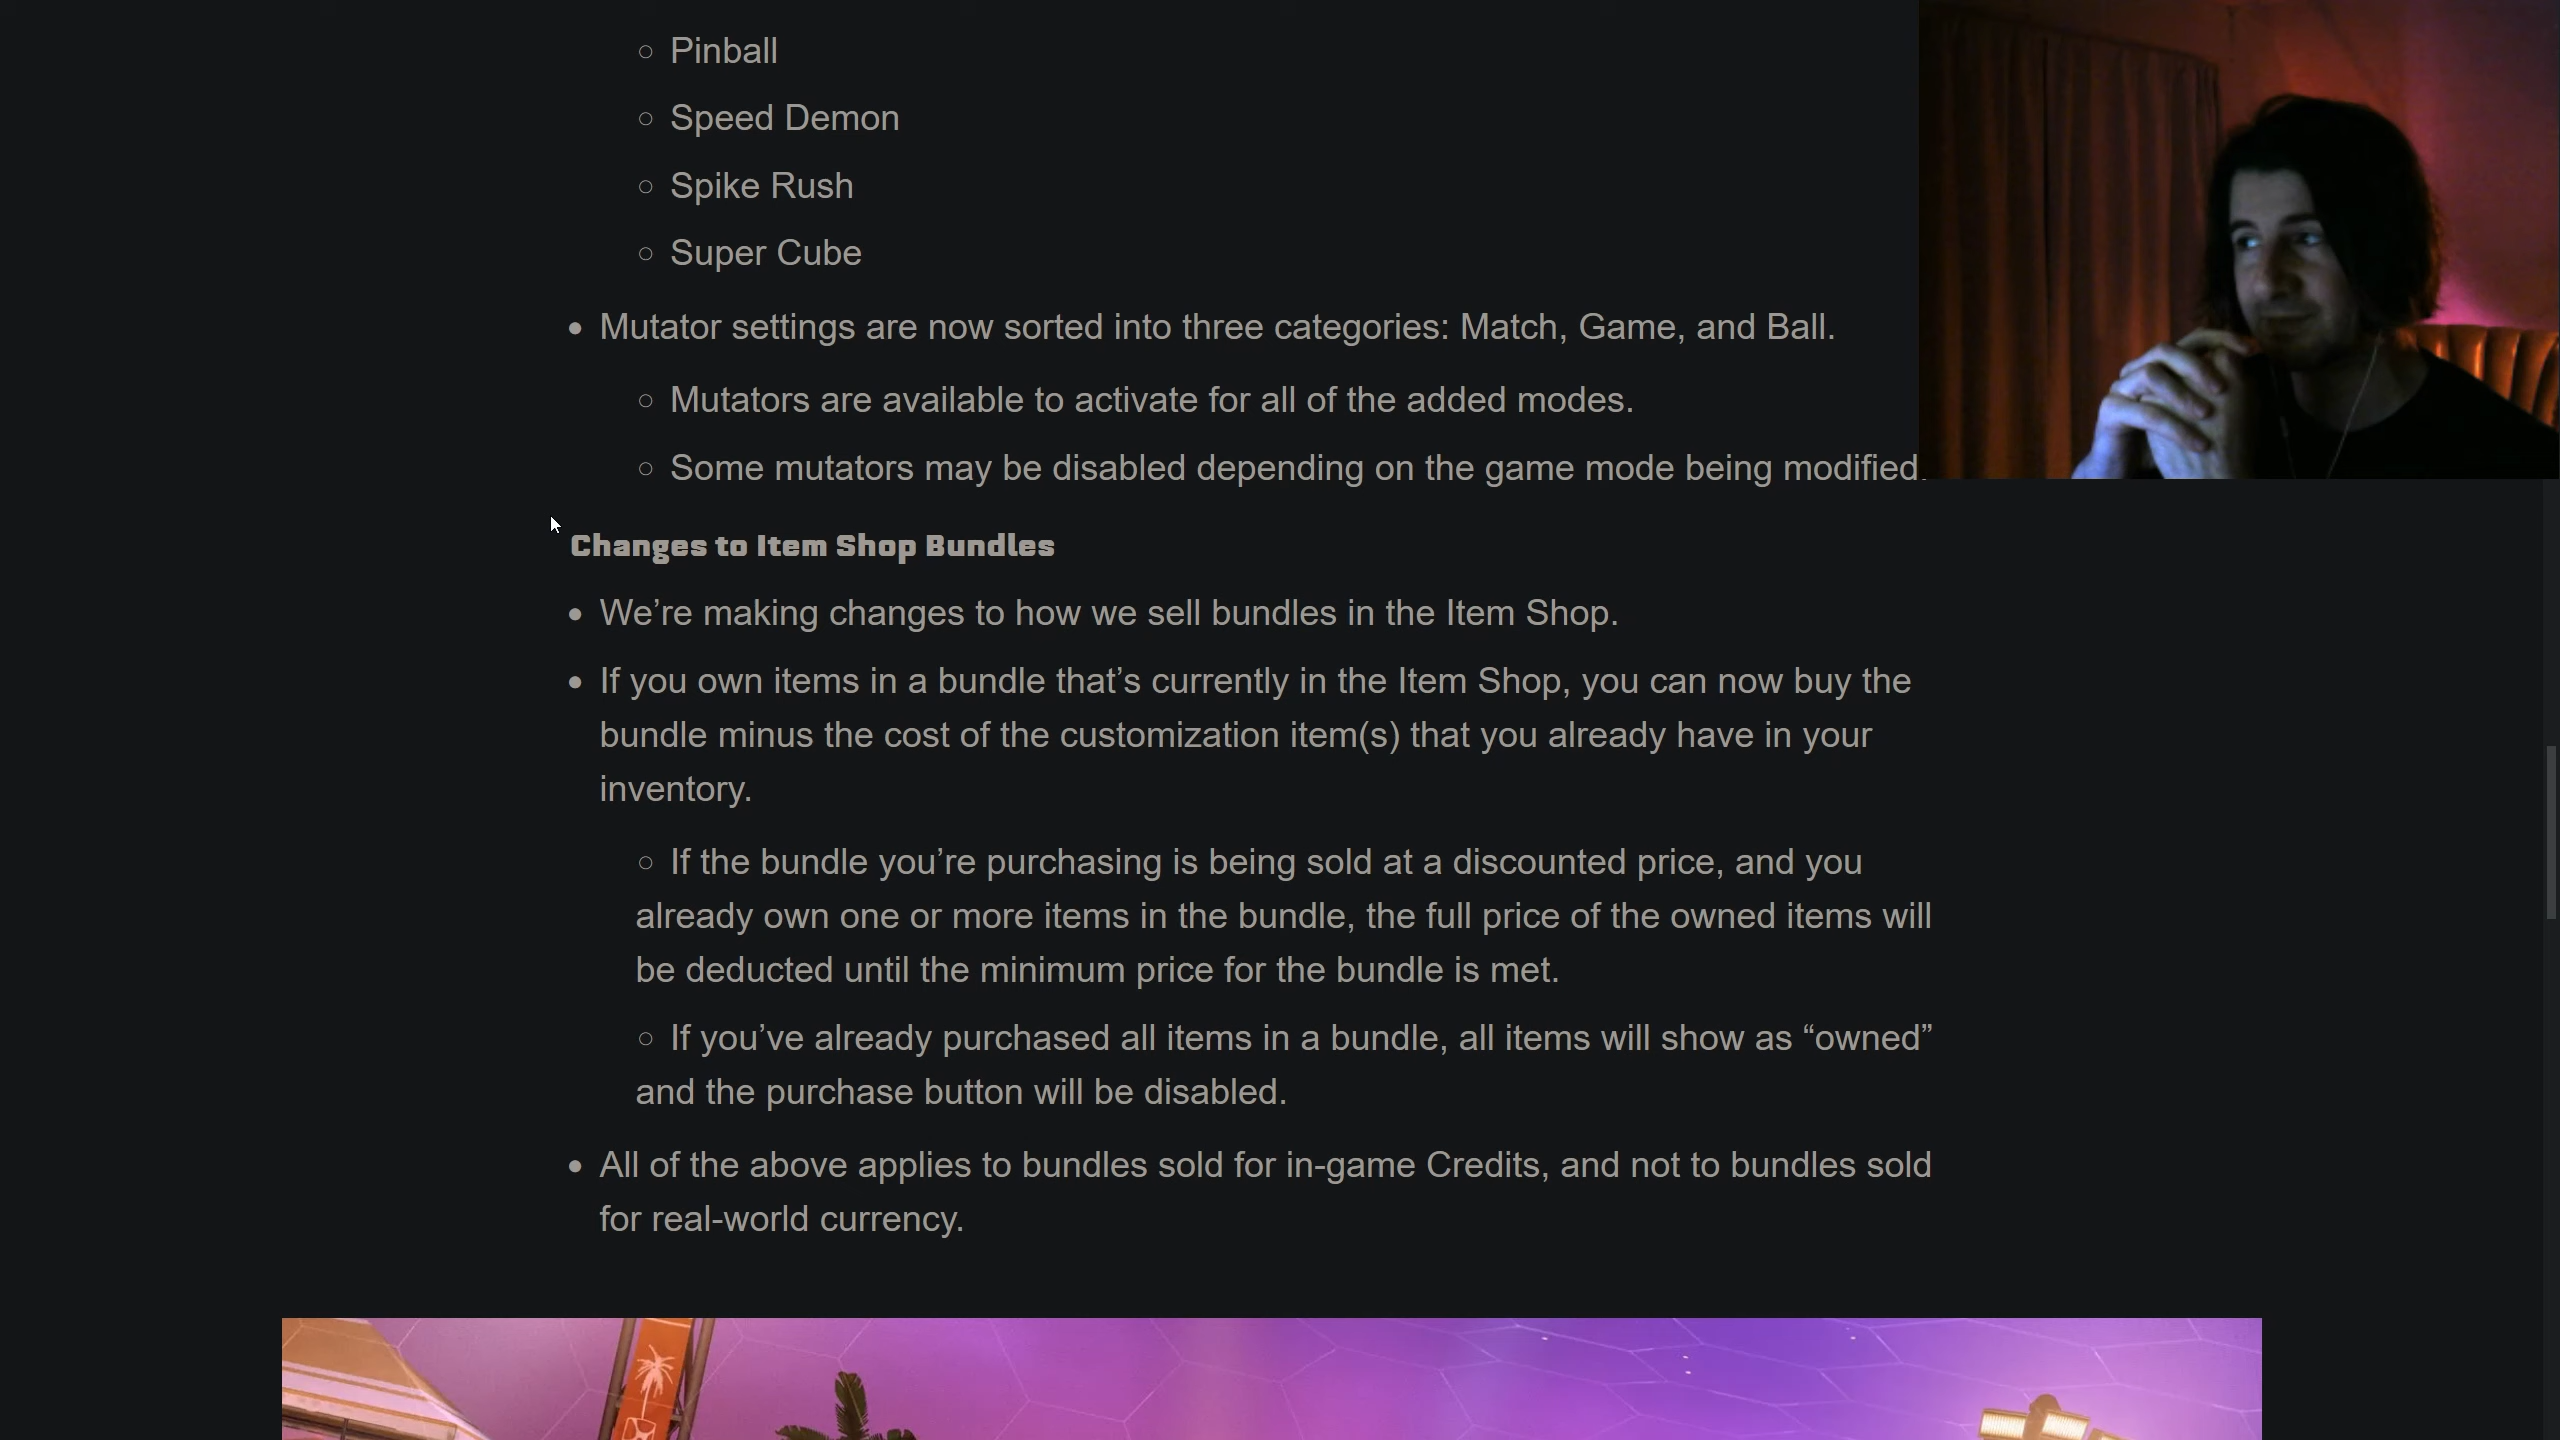 Pinball
Speed Demon
Spike Rush
Super Cube
Mutator settings are now sorted into three categories: Match, Game, and Ball.
Mutators are available to activate for all of the added modes.
Some mutators may be disabled depending on the game mode being modified.
Changes to Item Shop Bundles
We’re making changes to how we sell bundles in the Item Shop.
If you own items in a bundle that’s currently in the Item Shop, you can now buy the
bundle minus the cost of the customization item(s) that you already have in your
inventory.
If the bundle you’re purchasing is being sold at a discounted price, and you
already own one or more items in the bundle, the full price of the owned items will
be deducted until the minimum price for the bundle is met.
If you’ve already purchased all items in a bundle, all items will show as “owned”
and the purchase button will be disabled.
All of the above applies to bundles sold for in-game Credits, and not to bundles sold
for real-world currency.